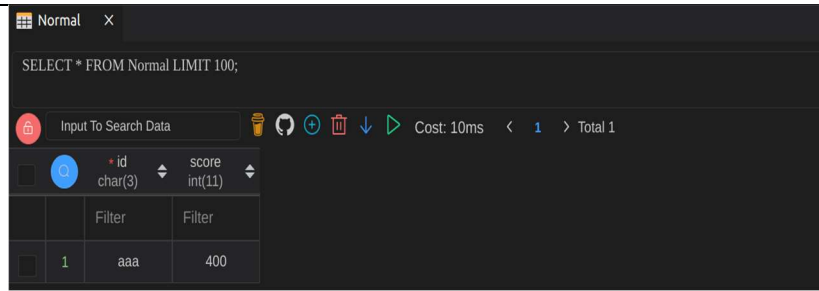 Normal X
SELECT * FROM Normal LIMIT 100;
Input To Search Data Cost: 10ms < 1 > Total 1
* id score
char(3) int(11)
Filter Filter
1 aaa 400